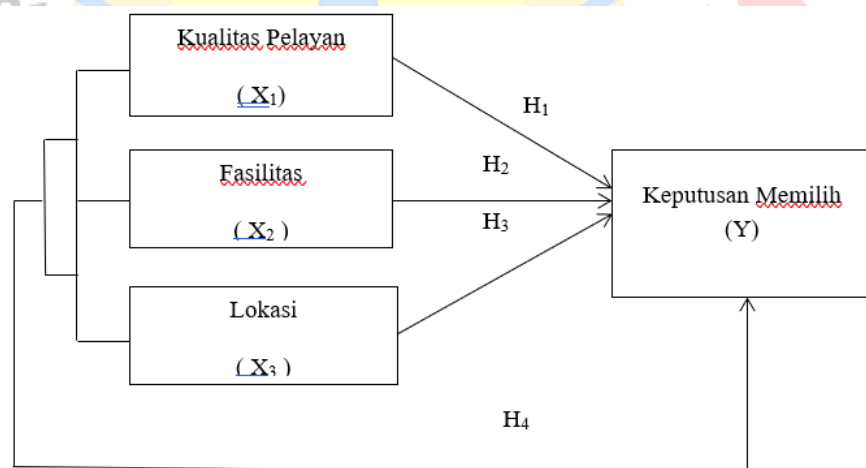 Kualitas Pelayan
( X₁)
H₁
Fasilitas
( X₂ )
H₂
H₃
Keputusan Memilih
(Y)
Lokasi
( X₃ )
H₄